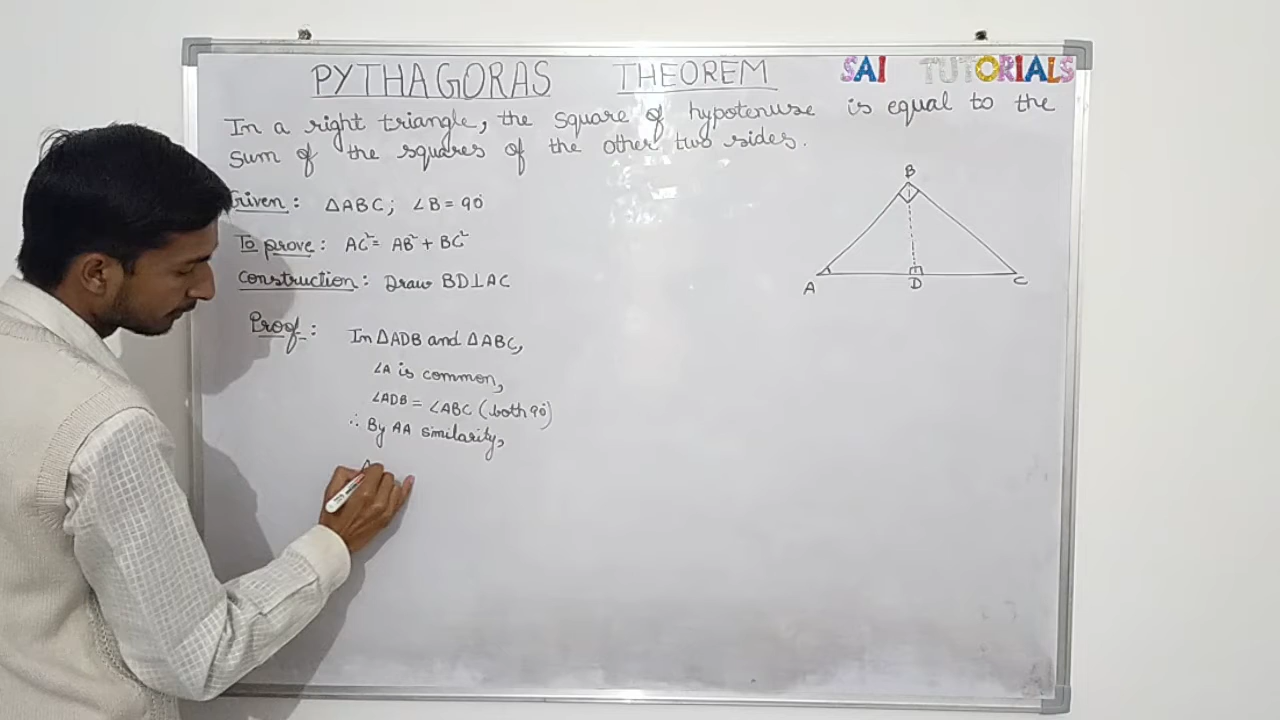 PYTHAGORAS THEOREM
SAI TUTORIALS
In a right triangle, the square of hypotenuse is equal to the
sum of the squares of the other two sides.
Given: ΔABC; ∠B = 90°
To prove: AC² = AB² + BC²
Construction: Draw BD⊥AC
Proof: In ΔADB and ΔABC,
∠A is common,
∠ADB = ∠ABC (both 90°)
∴ By AA similarity,
Δ
B
A
D
C